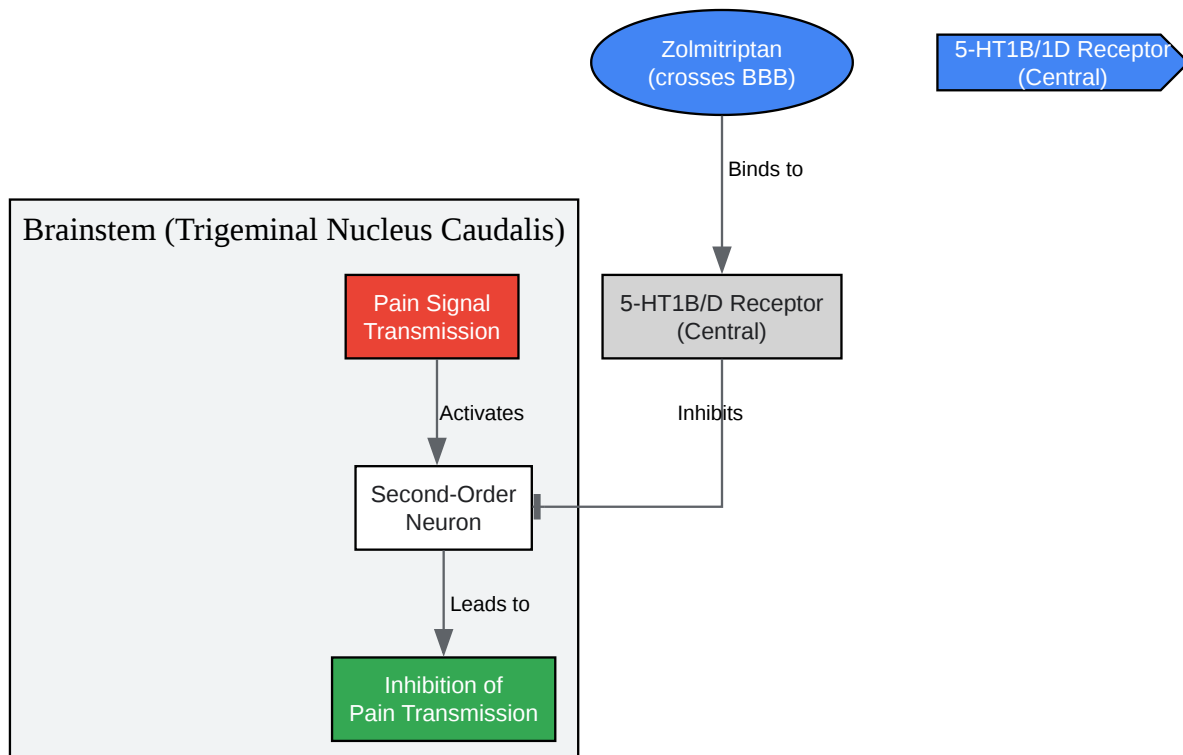 Zolmitriptan
(crosses BBB)
5-HT1B/1D Receptor
(Central)
Binds to
Brainstem (Trigeminal Nucleus Caudalis)
Pain Signal
Transmission
5-HT1B/D Receptor
(Central)
Activates
Inhibits
Second-Order
Neuron
Leads to
Inhibition of
Pain Transmission